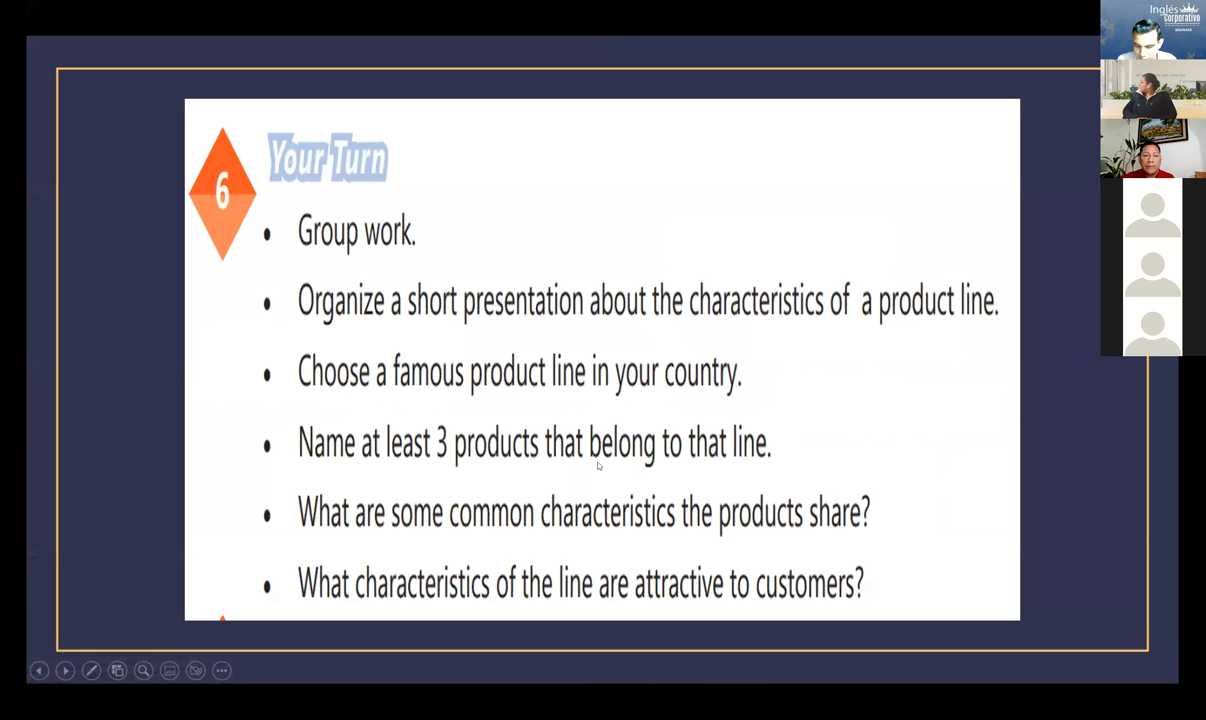 Inglés
Corporativo
6
Your Turn
• Group work.
• Organize a short presentation about the characteristics of a product line.
• Choose a famous product line in your country.
• Name at least 3 products that belong to that line.
• What are some common characteristics the products share?
• What characteristics of the line are attractive to customers?